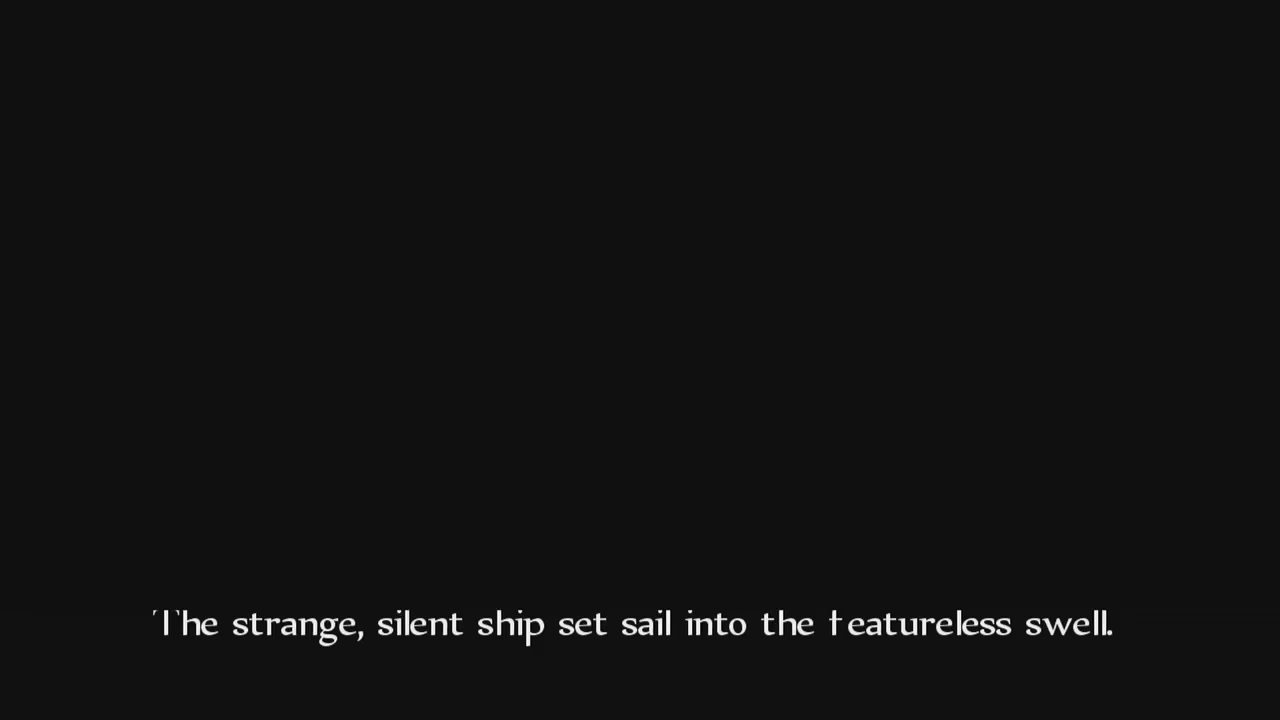 The strange, silent ship set sail into the featureless swell.